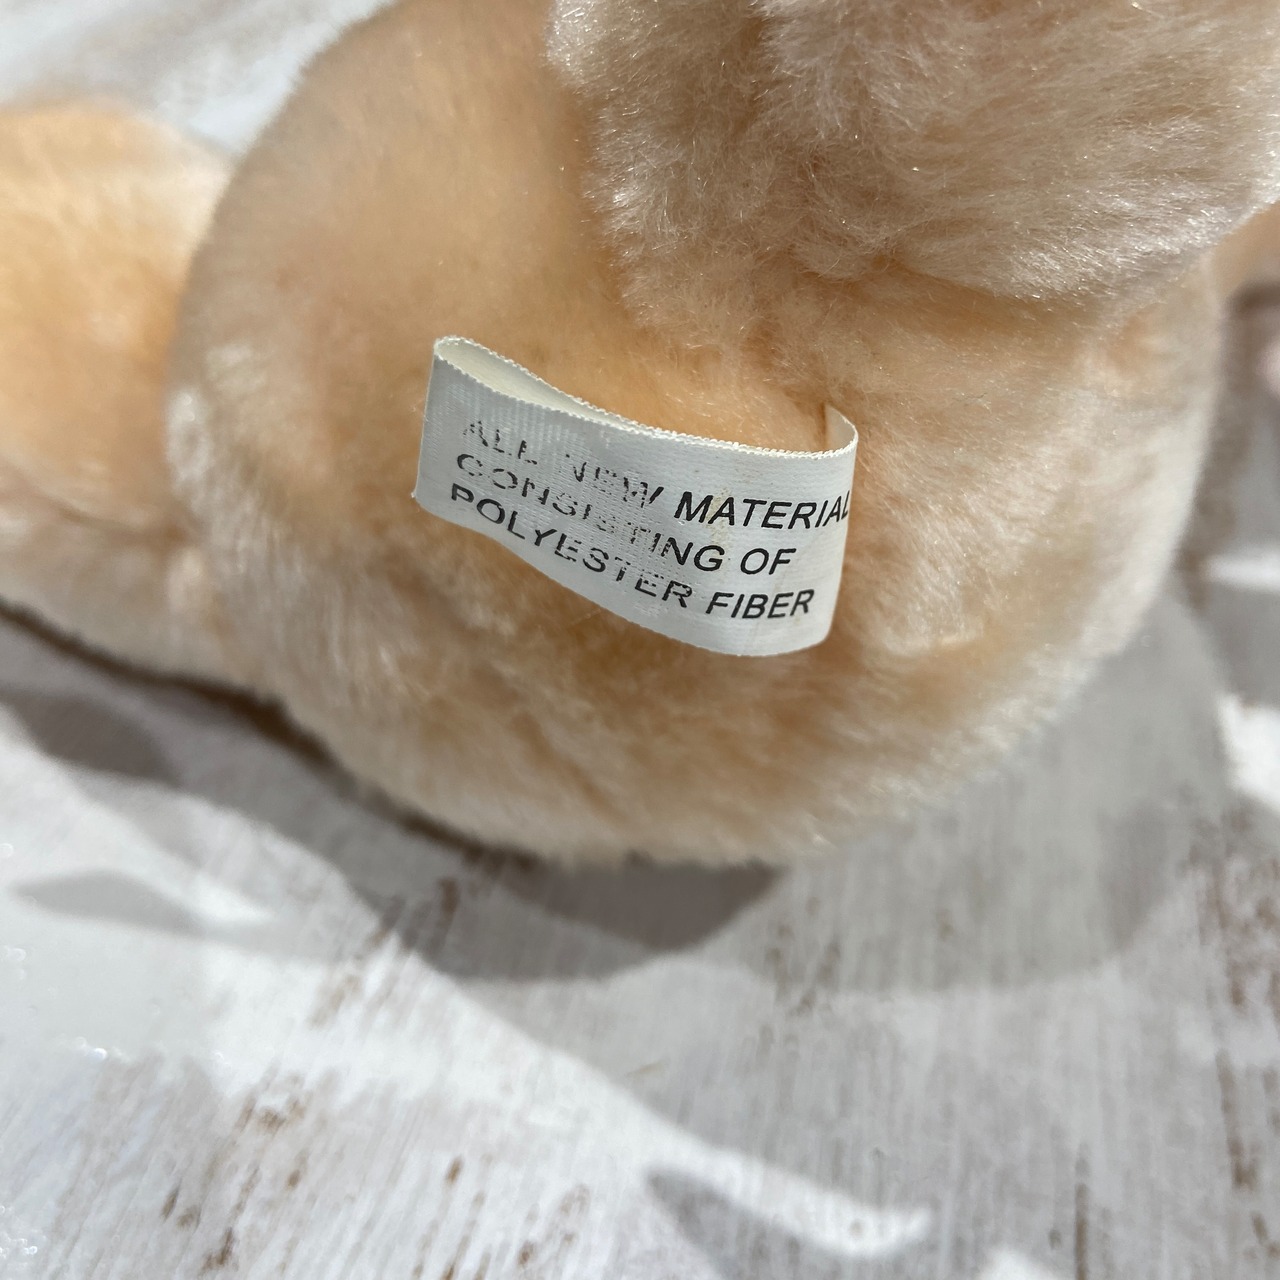 ALL NEW MATERIAL
CONSISTING OF
POLYESTER FIBER